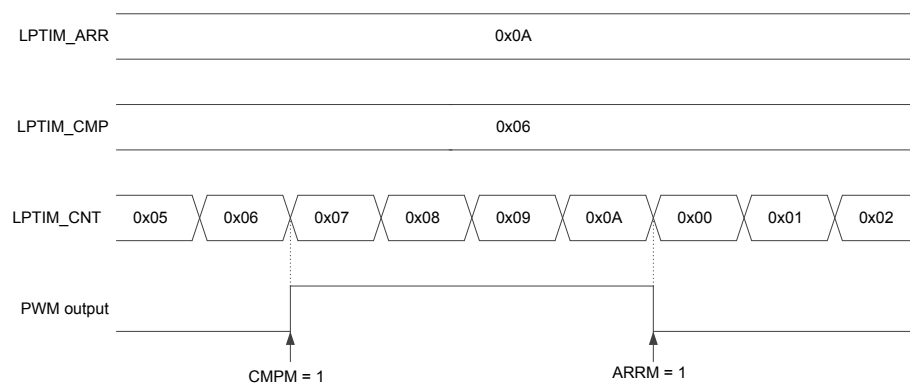 LPTIM_ARR 0x0A
LPTIM_CMP 0x06
LPTIM_CNT 0x05 0x06 0x07 0x08 0x09 0x0A 0x00 0x01 0x02
PWM output
CMPM = 1 ARRM = 1